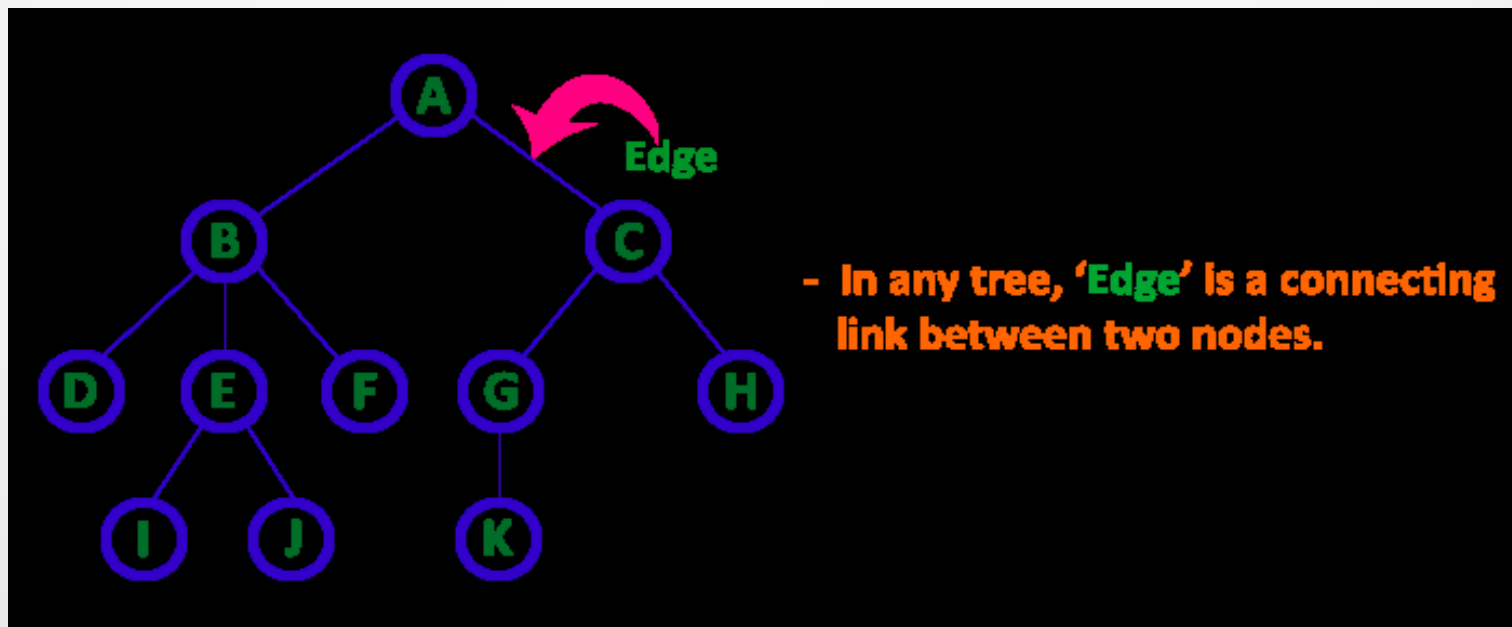 A
Edge
B
C
- In any tree, ‘Edge’ is a connecting
link between two nodes.
D E F G H
I J K